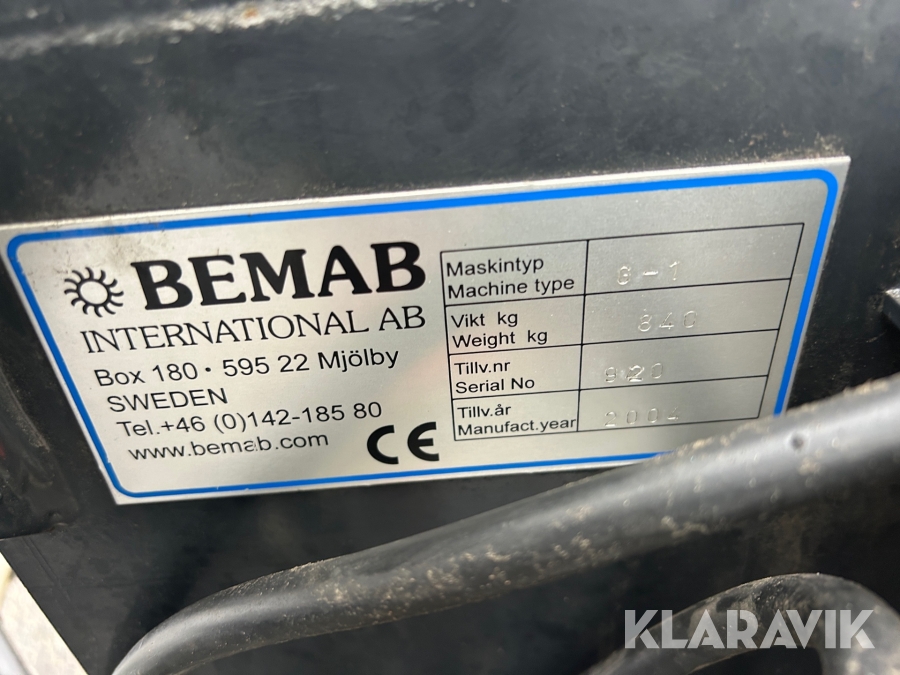 BEMAB
INTERNATIONAL AB
Box 180 · 595 22 Mjölby
SWEDEN
Tel.+46 (0)142-185 80
www.bemab.com
CE
Maskintyp
Machine type
Vikt kg
Weight kg 840
Tillv.nr
Serial No 920
Tillv.år
Manufact.year 2004
KLARAVIK